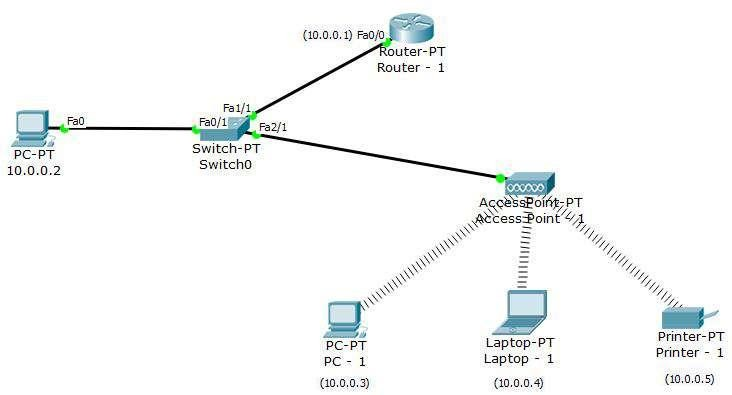 (10.0.0.1) Fa0/0
Router-PT
Router - 1
Fa0
Fa0/1
Fa1/1
Fa2/1
PC-PT
10.0.0.2
Switch-PT
Switch0
AccessPoint-PT
Access Point - 1
PC-PT
PC - 1
(10.0.0.3)
Laptop-PT
Laptop - 1
(10.0.0.4)
Printer-PT
Printer - 1
(10.0.0.5)